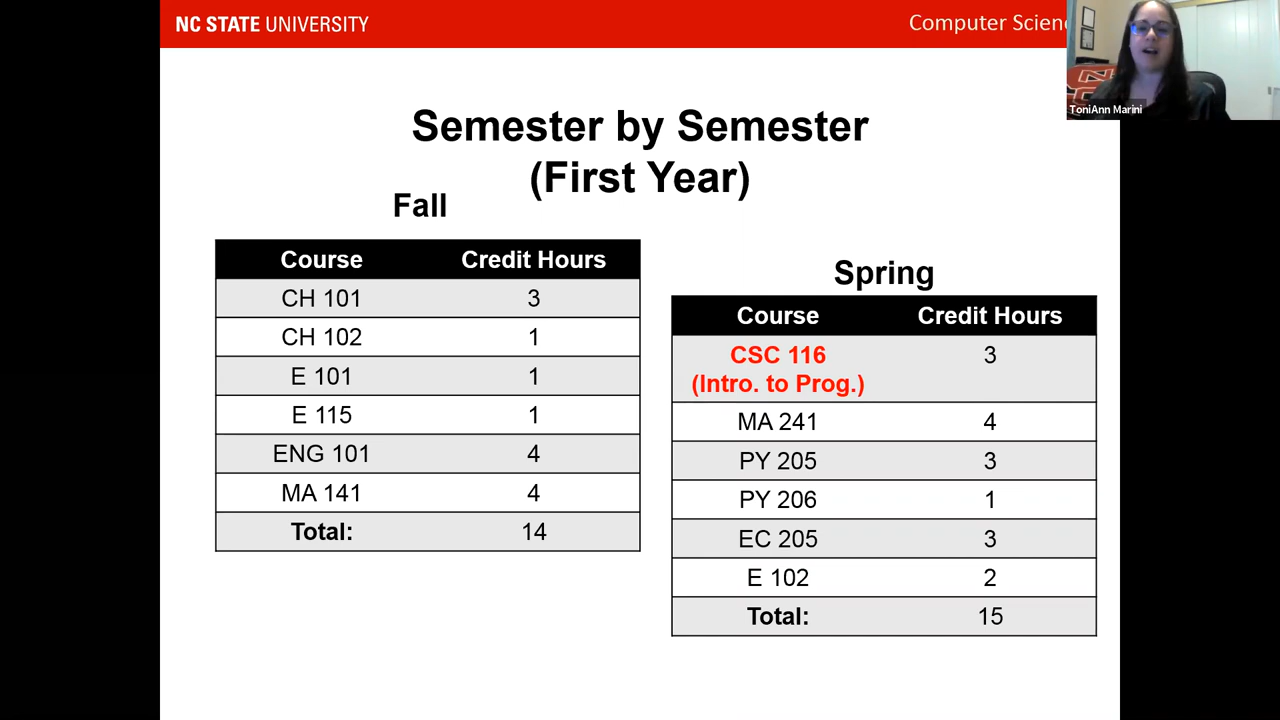 NC STATE UNIVERSITY
Computer Scienc
ToniAnn Marini
Semester by Semester
(First Year)
Fall
Course Credit Hours
CH 101 3
CH 102 1
E 101 1
E 115 1
ENG 101 4
MA 141 4
Total: 14
Spring
Course Credit Hours
CSC 116 3
(Intro. to Prog.)
MA 241 4
PY 205 3
PY 206 1
EC 205 3
E 102 2
Total: 15